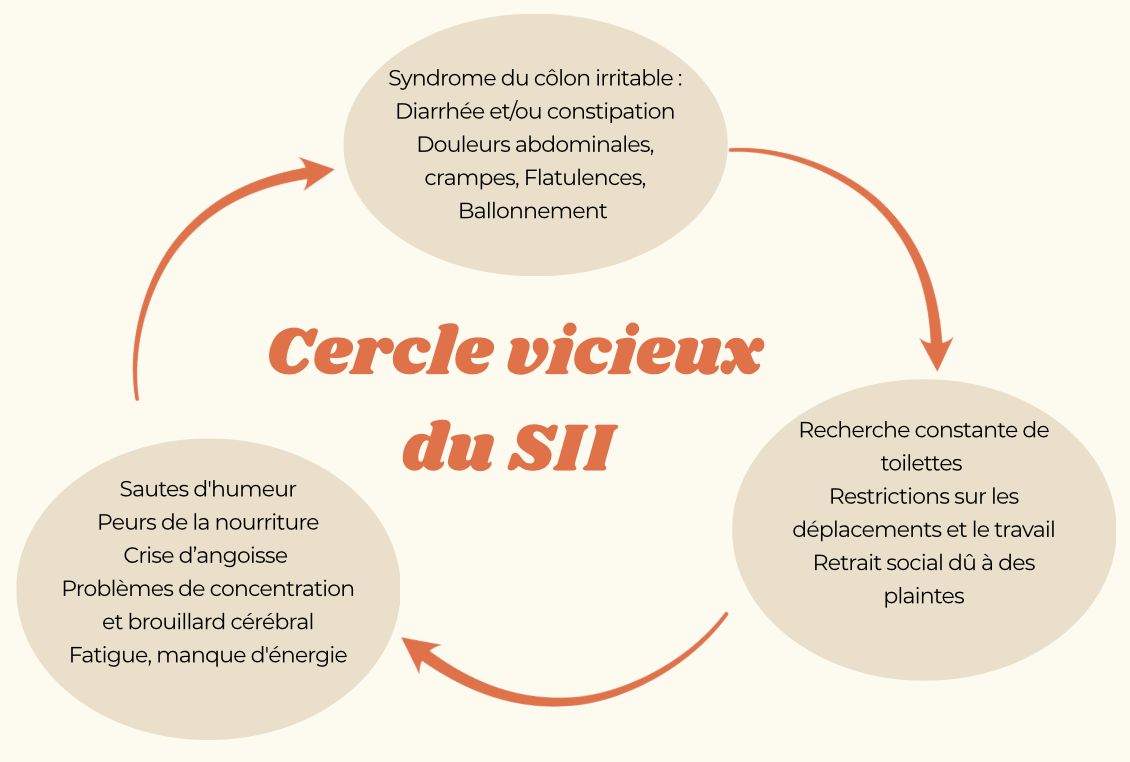 Syndrome du côlon irritable :
Diarrhée et/ou constipation
Douleurs abdominales,
crampes, Flatulences,
Ballonnement
Cercle vicieux
du SII
Recherche constante de
toilettes
Restrictions sur les
déplacements et le travail
Retrait social dû à des
plaintes
Sautes d'humeur
Peurs de la nourriture
Crise d’angoisse
Problèmes de concentration
et brouillard cérébral
Fatigue, manque d'énergie